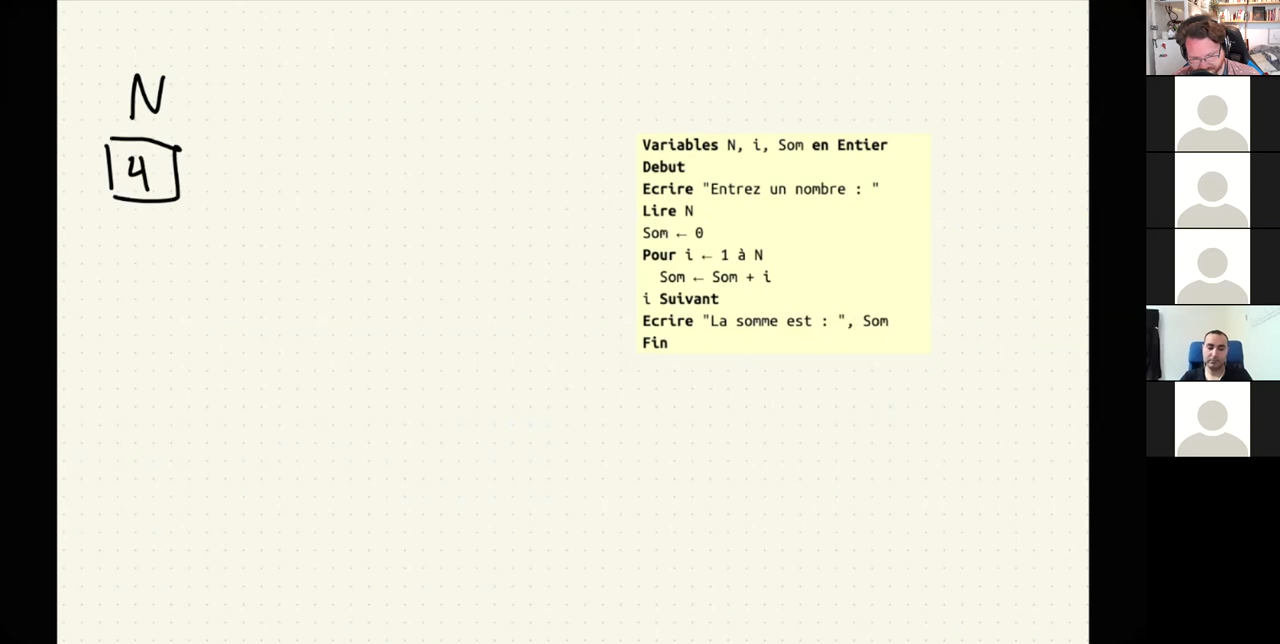 N
4
Variables N, i, Som en Entier
Debut
Ecrire "Entrez un nombre : "
Lire N
Som ← 0
Pour i ← 1 à N
Som ← Som + i
i Suivant
Ecrire "La somme est : ", Som
Fin